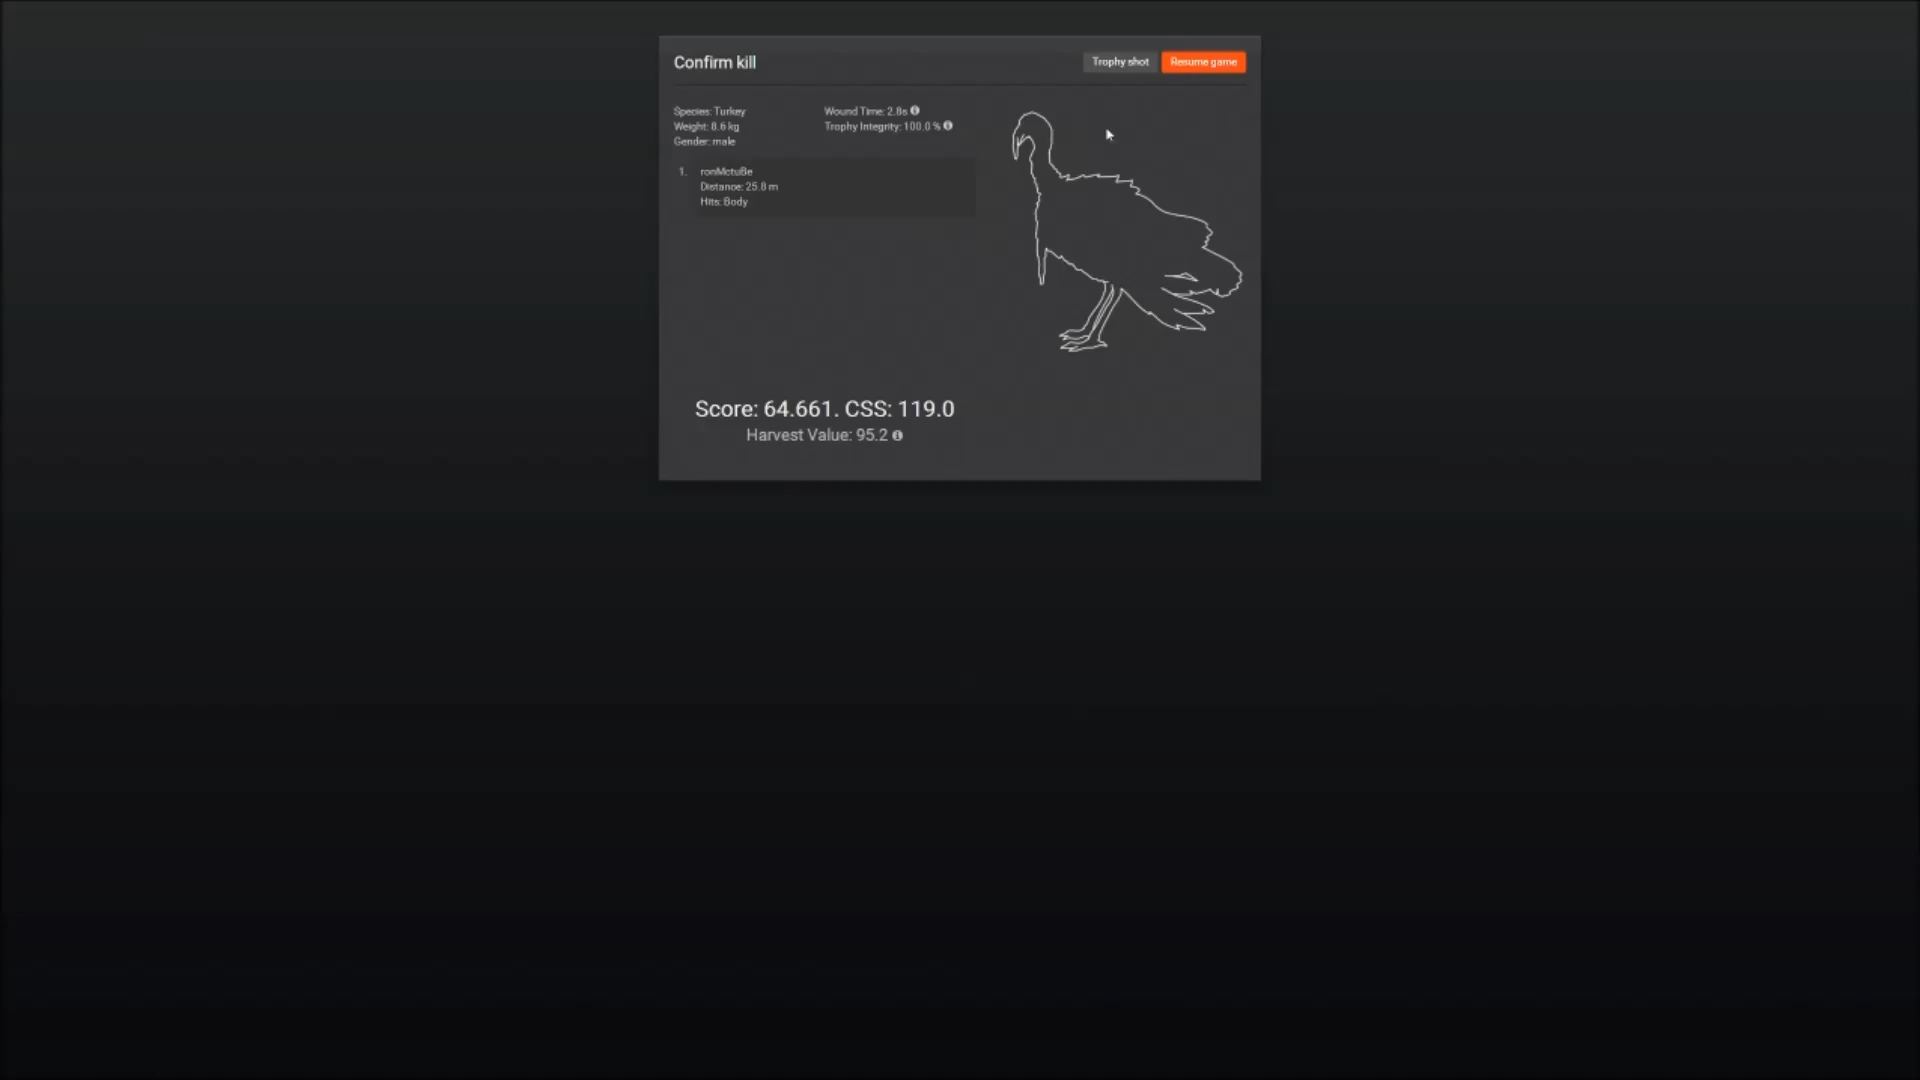 Confirm kill
Trophy shot
Resume game
Species: Turkey
Weight: 8.6 kg
Gender: male
Wound Time: 2.8s
Trophy Integrity: 100.0 %
1. ronMctuBe
Distance: 25.8 m
Hits: Body
Score: 64.661. CSS: 119.0
Harvest Value: 95.2